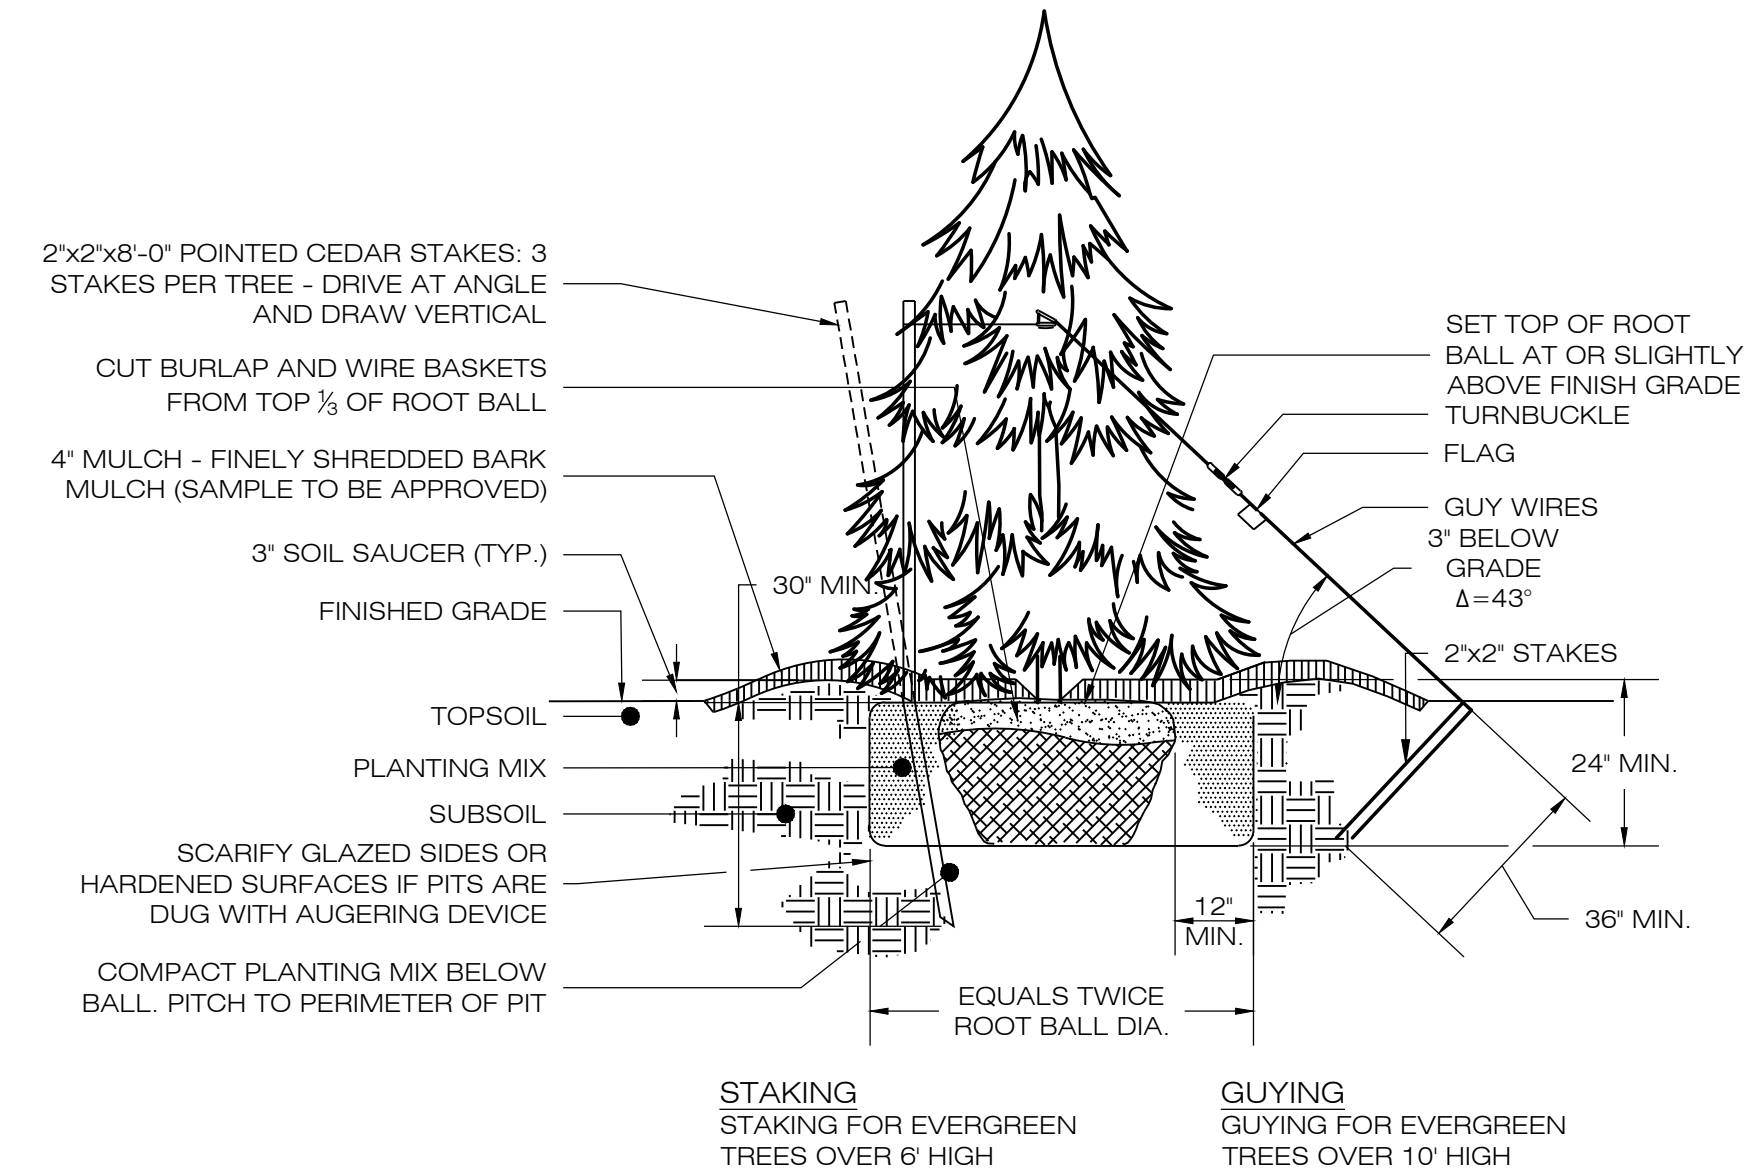 2"x2"x8'-0" POINTED CEDAR STAKES: 3
STAKES PER TREE - DRIVE AT ANGLE
AND DRAW VERTICAL
CUT BURLAP AND WIRE BASKETS
FROM TOP 1/3 OF ROOT BALL
4" MULCH - FINELY SHREDDED BARK
MULCH (SAMPLE TO BE APPROVED)
3" SOIL SAUCER (TYP.)
30" MIN.
FINISHED GRADE
TOPSOIL
PLANTING MIX
SUBSOIL
SCARIFY GLAZED SIDES OR
HARDENED SURFACES IF PITS ARE
DUG WITH AUGERING DEVICE
COMPACT PLANTING MIX BELOW
BALL. PITCH TO PERIMETER OF PIT
SET TOP OF ROOT
BALL AT OR SLIGHTLY
ABOVE FINISH GRADE
TURNBUCKLE
FLAG
GUY WIRES
3" BELOW
GRADE
Δ=43°
2"x2" STAKES
24" MIN.
36" MIN.
12"
MIN.
EQUALS TWICE
ROOT BALL DIA.
STAKING
STAKING FOR EVERGREEN
TREES OVER 6' HIGH
GUYING
GUYING FOR EVERGREEN
TREES OVER 10' HIGH